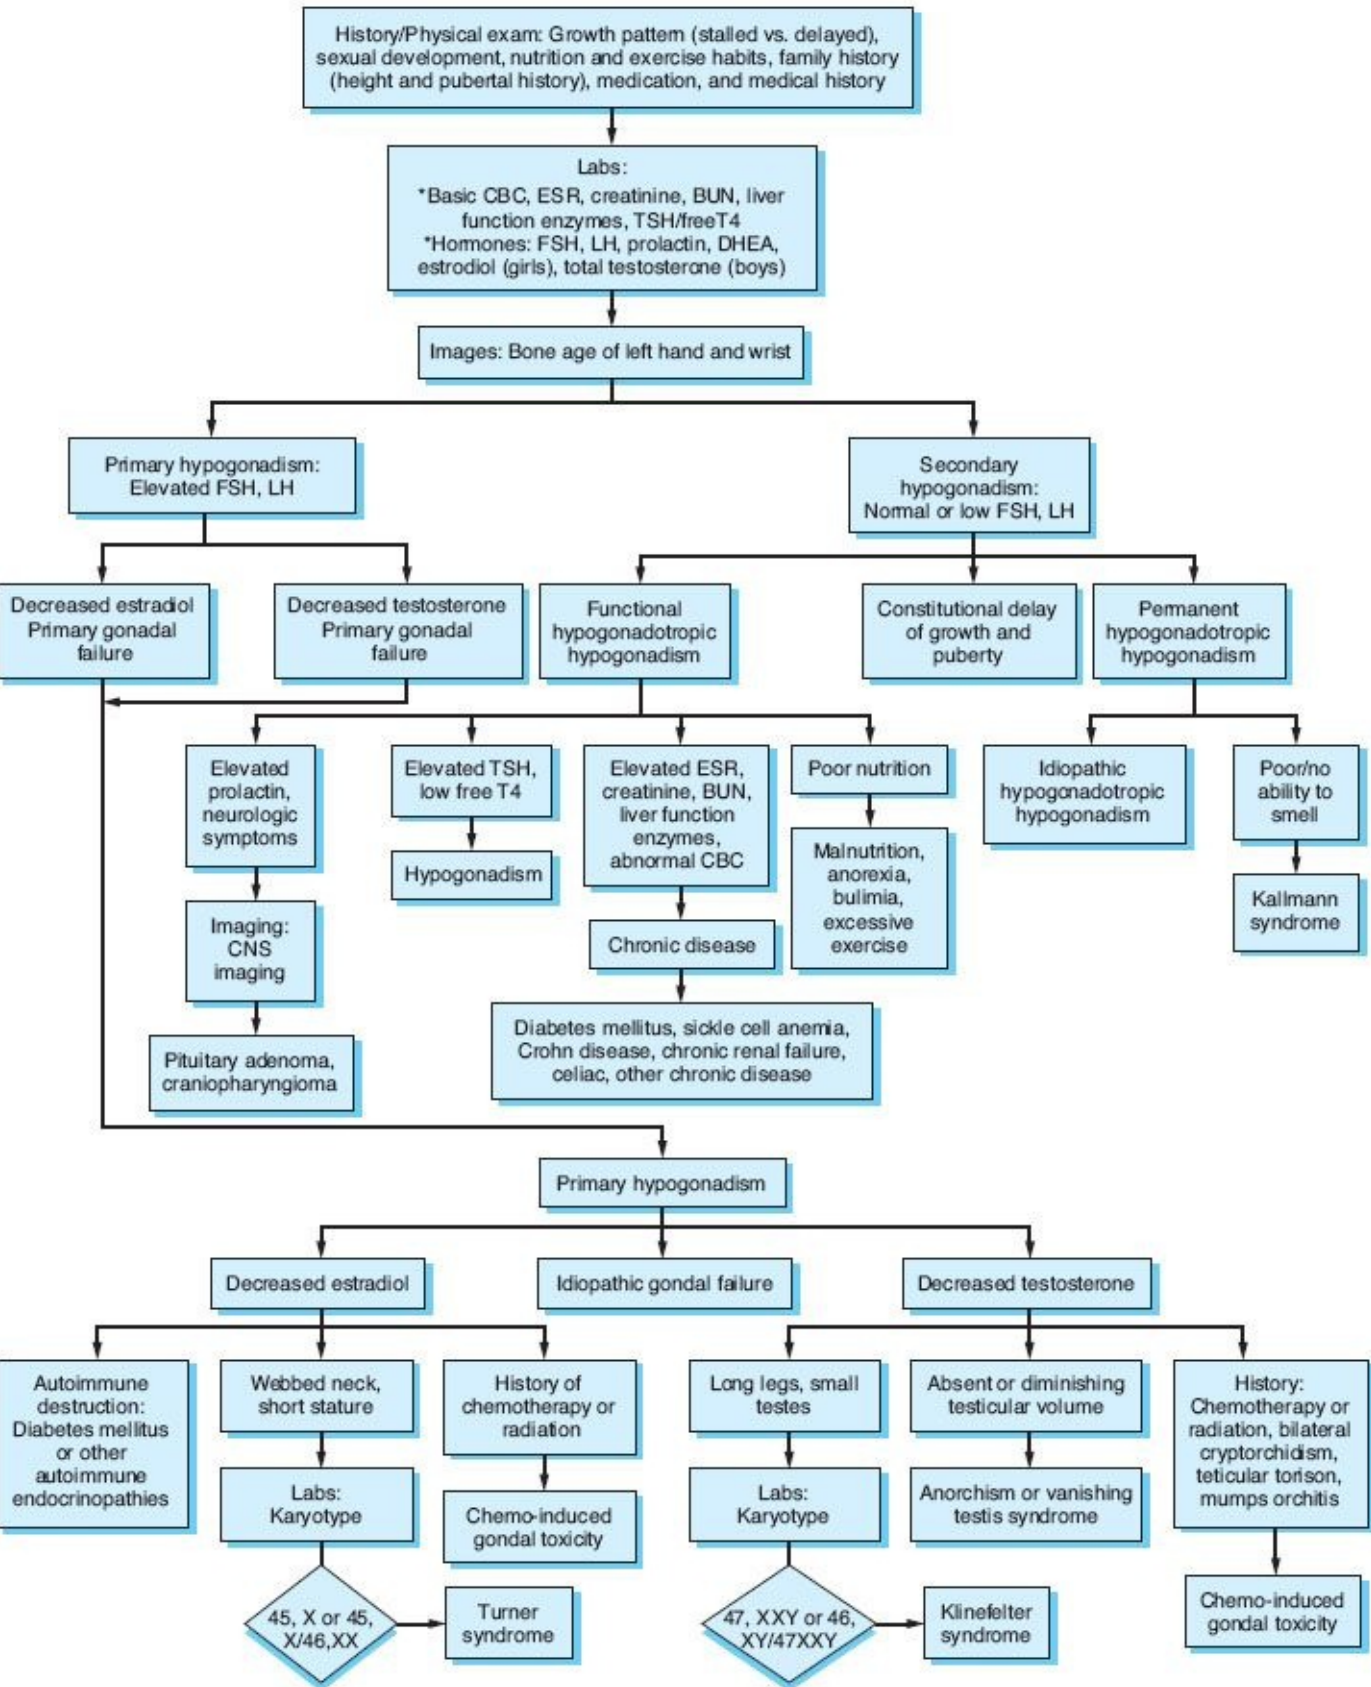 History/Physical exam: Growth pattern (stalled vs. delayed),
sexual development, nutrition and exercise habits, family history
(height and pubertal history), medication, and medical history
Labs:
*Basic CBC, ESR, creatinine, BUN, liver
function enzymes, TSH/freeT4
*Hormones: FSH, LH, prolactin, DHEA,
estrodiol (girls), total testosterone (boys)
Images: Bone age of left hand and wrist
Primary hypogonadism:
Elevated FSH, LH
Secondary
hypogonadism:
Normal or low FSH, LH
Decreased estradiol
Primary gonadal
failure
Decreased testosterone
Primary gonadal
failure
Functional
hypogonadotropic
hypogonadism
Constitutional delay
of growth and
puberty
Permanent
hypogonadotropic
hypogonadism
Elevated
prolactin,
neurologic
symptoms
Elevated TSH,
low free T4
Elevated ESR,
creatinine, BUN,
liver function
enzymes,
abnormal CBC
Poor nutrition
Idiopathic
hypogonadotropic
hypogonadism
Poor/no
ability to
smell
Hypogonadism
Malnutrition,
anorexia,
bulimia,
excessive
exercise
Kallmann
syndrome
Imaging:
CNS
imaging
Chronic disease
Pituitary adenoma,
craniopharyngioma
Diabetes mellitus, sickle cell anemia,
Crohn disease, chronic renal failure,
celiac, other chronic disease
Primary hypogonadism
Decreased estradiol
Idiopathic gondal failure
Decreased testosterone
Autoimmune
destruction:
Diabetes mellitus
or other
autoimmune
endocrinopathies
Webbed neck,
short stature
History of
chemotherapy or
radiation
Long legs, small
testes
Absent or diminishing
testicular volume
History:
Chemotherapy or
radiation, bilateral
cryptorchidism,
teticular torison,
mumps orchitis
Labs:
Karyotype
Chemo-induced
gondal toxicity
Labs:
Karyotype
Anorchism or vanishing
testis syndrome
Chemo-induced
gondal toxicity
45, X or 45,
X/46,XX
Turner
syndrome
47, XXY or 46,
XY/47XXY
Klinefelter
syndrome